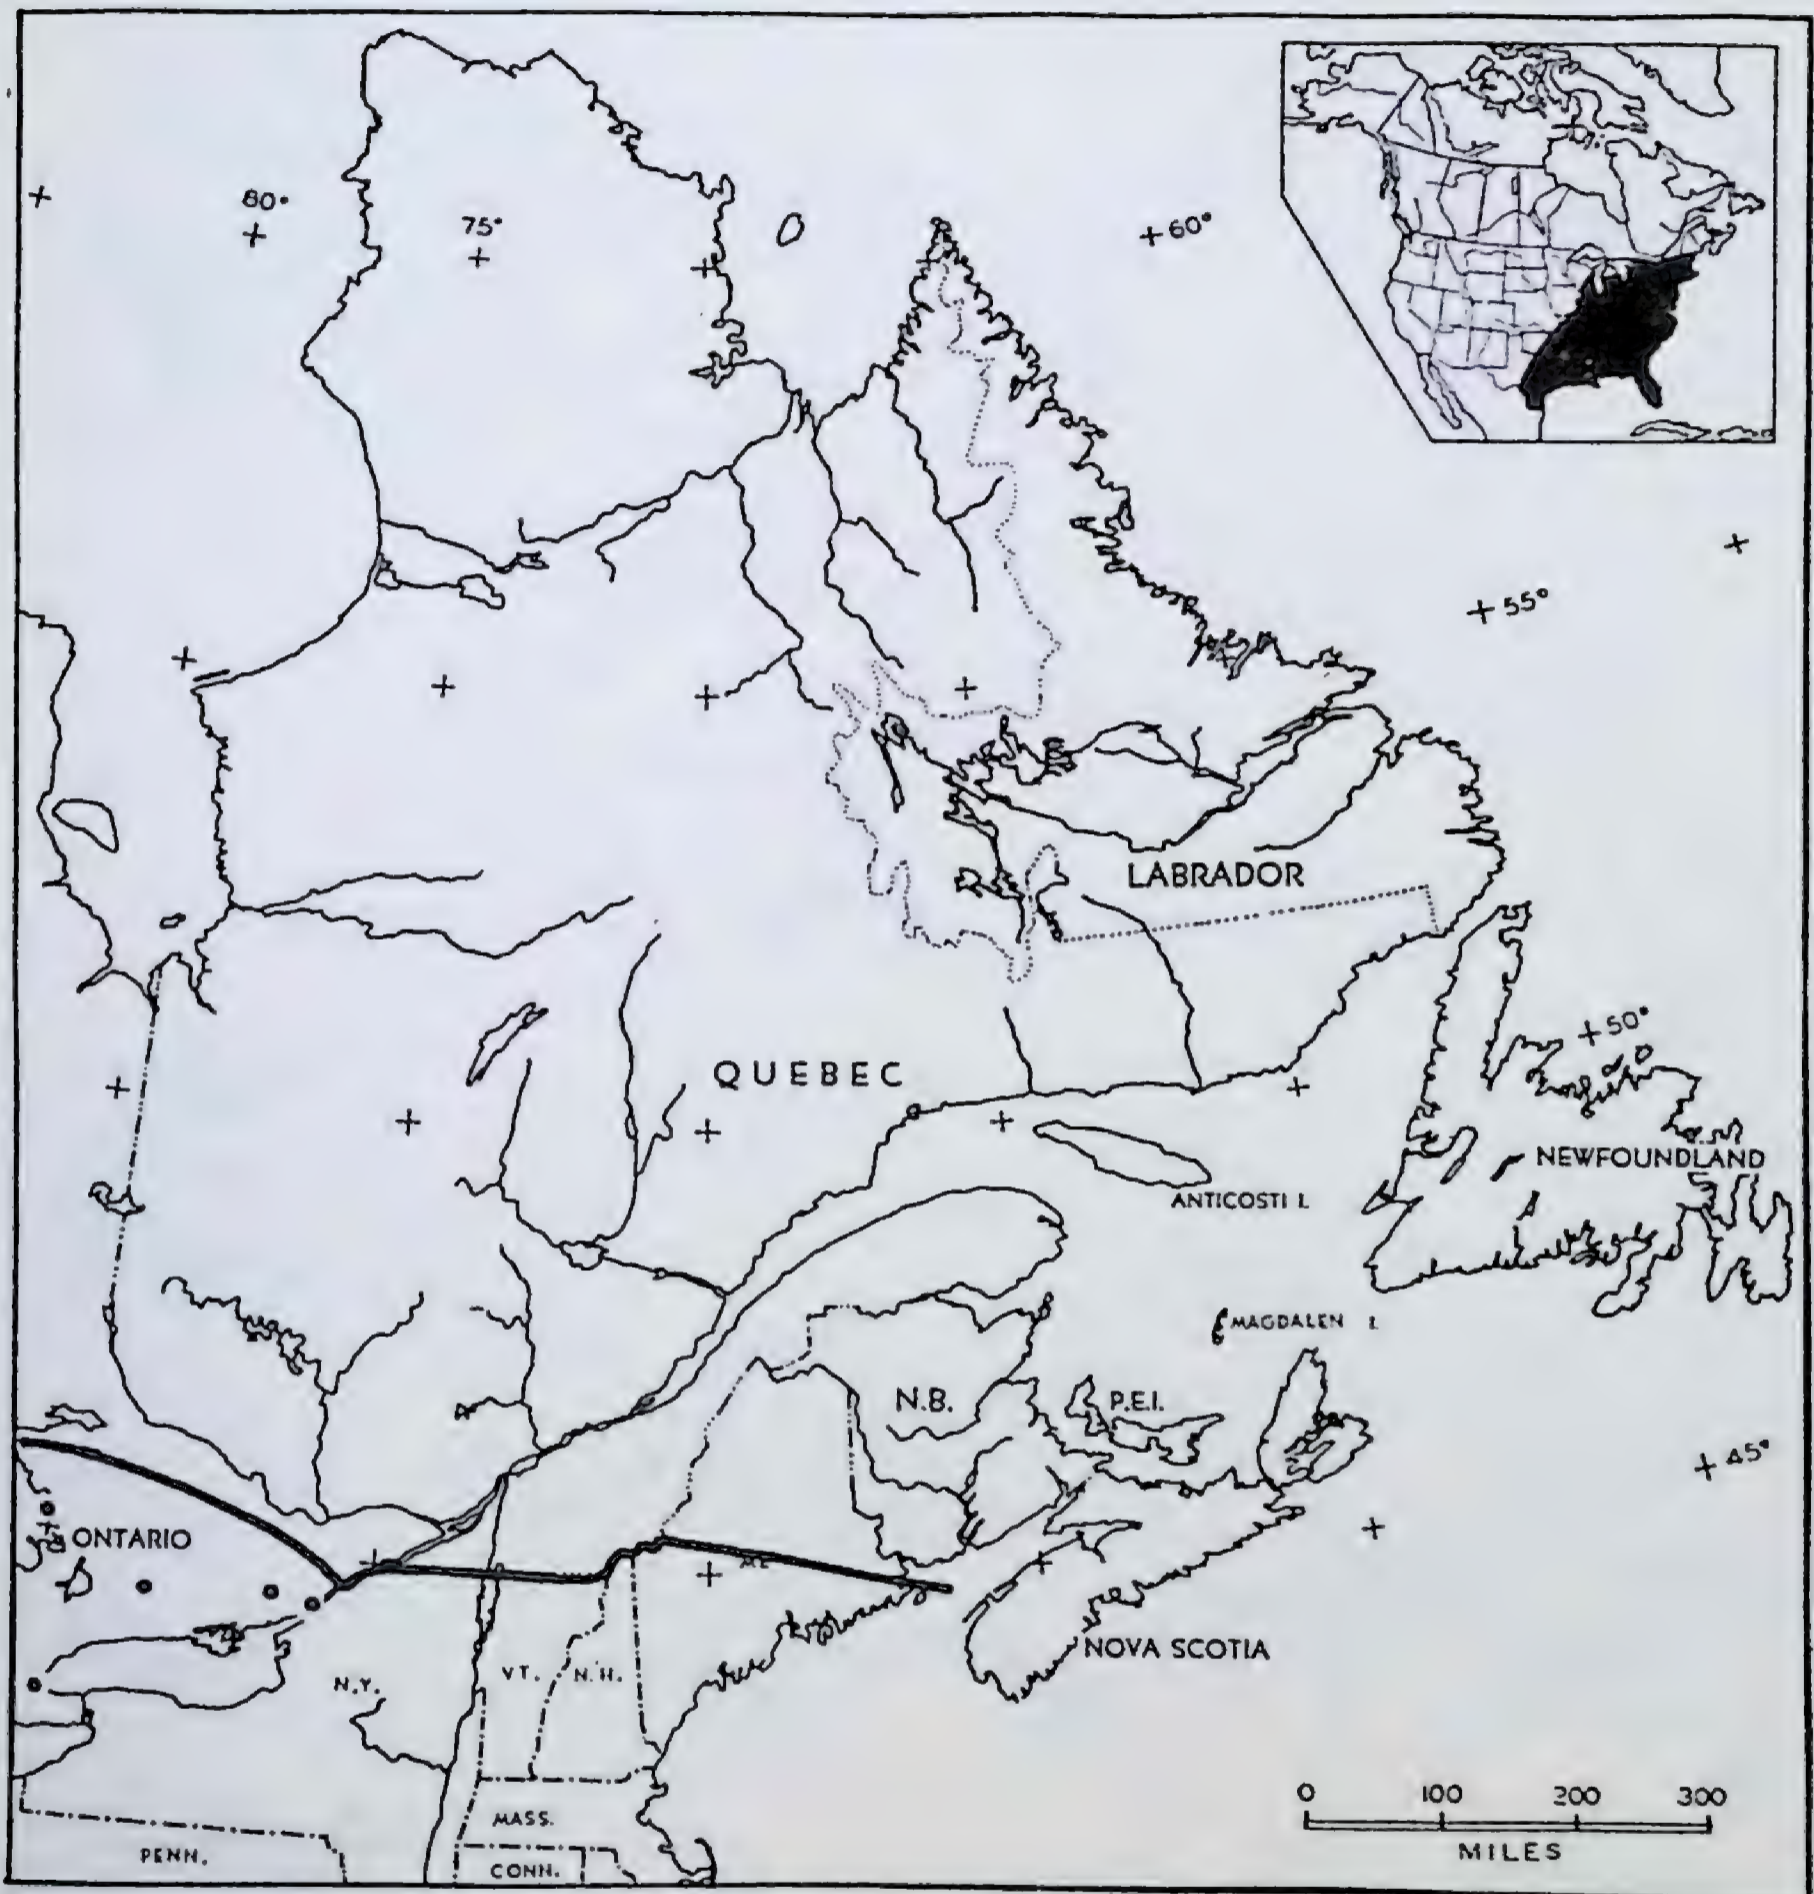 80°
75°
60°
55°
LABRADOR
50°
QUEBEC
NEWFOUNDLAND
ANTICOSTI I.
MAGDALEN I.
N.B.
P.E.I.
45°
ONTARIO
ME
NOVA SCOTIA
N.Y.
VT.
N.H.
0 100 200 300
MILES
MASS.
PENN.
CONN.